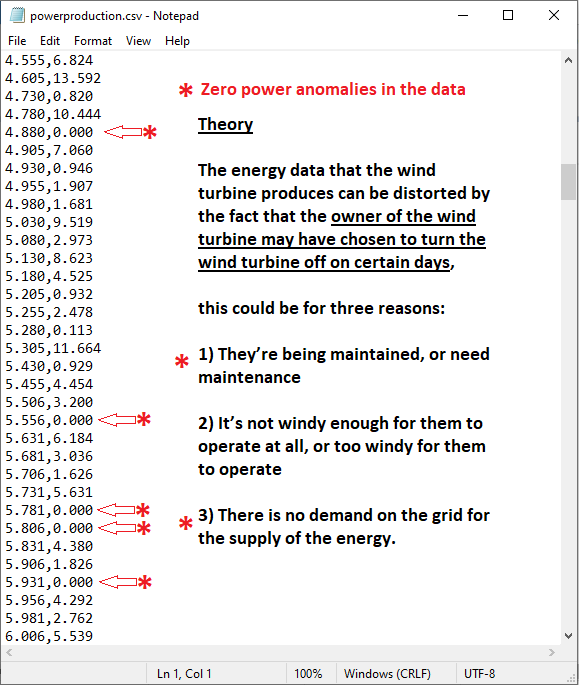 powerproduction.csv - Notepad
File Edit Format View Help
4.555,6.824
4.605,13.592
4.730,0.820
4.780,10.444
4.880,0.000 *
4.905,7.060
4.930,0.946
4.955,1.907
4.980,1.681
5.030,9.519
5.080,2.973
5.130,8.623
5.180,4.525
5.205,0.932
5.255,2.478
5.280,0.113
5.305,11.664
5.430,0.929
5.455,4.454
5.506,3.200
5.556,0.000 *
5.631,6.184
5.681,3.036
5.706,1.626
5.731,5.631
5.781,0.000 *
5.806,0.000 *
5.831,4.380
5.906,1.826
5.931,0.000 *
5.956,4.292
5.981,2.762
6.006,5.539
* Zero power anomalies in the data
Theory
The energy data that the wind
turbine produces can be distorted by
the fact that the owner of the wind
turbine may have chosen to turn the
wind turbine off on certain days,
this could be for three reasons:
* 1) They’re being maintained, or need
maintenance
2) It’s not windy enough for them to
operate at all, or too windy for them
to operate
* 3) There is no demand on the grid for
the supply of the energy.
Ln 1, Col 1 100% Windows (CRLF) UTF-8